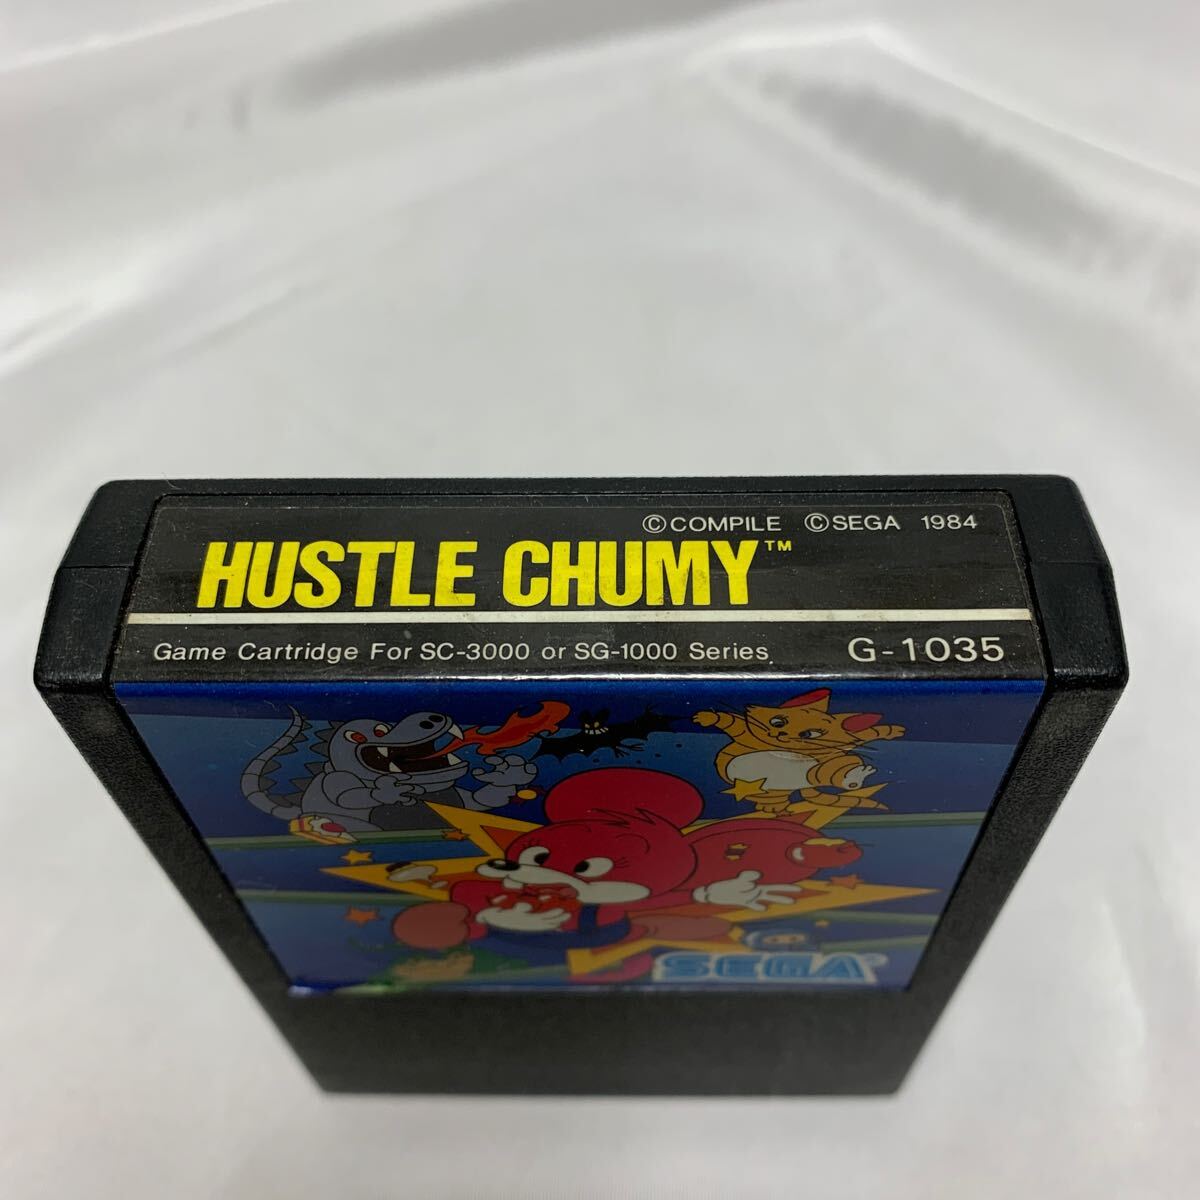 ©COMPILE ©SEGA 1984
HUSTLE CHUMY™
Game Cartridge For SC-3000 or SG-1000 Series G-1035
SEGA®